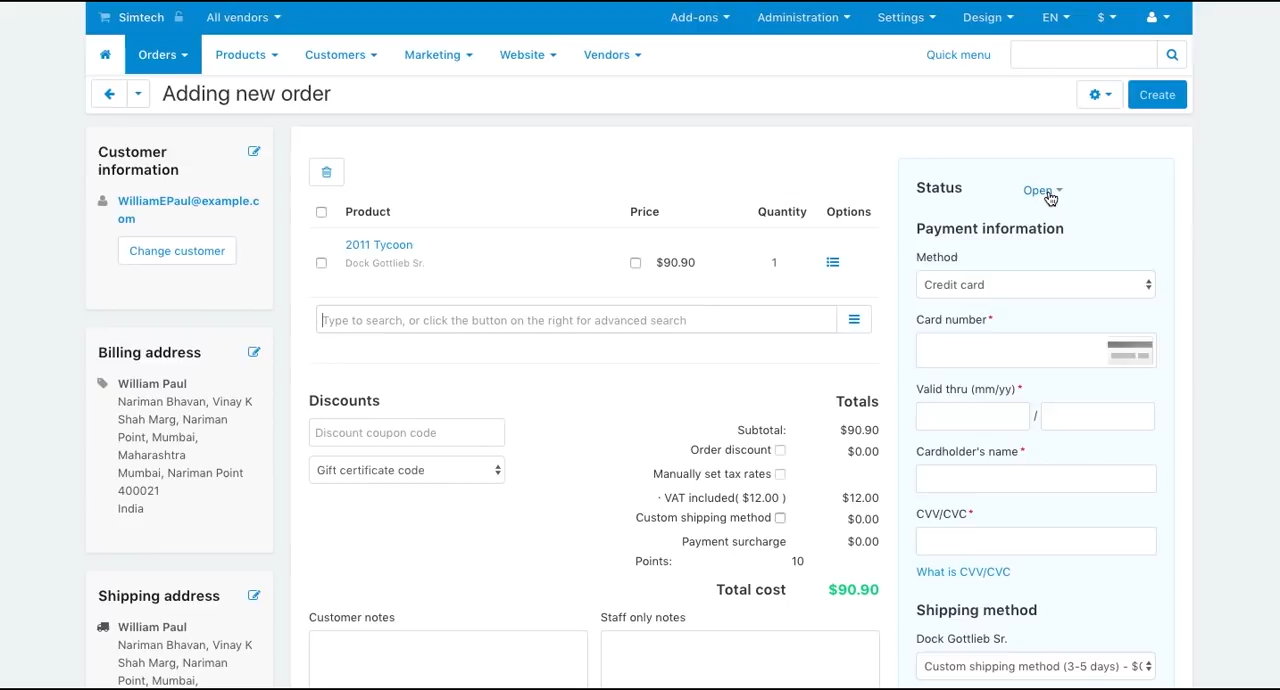 Simtech
All vendors
Add-ons
Administration
Settings
Design
EN
$
Orders
Products
Customers
Marketing
Website
Vendors
Quick menu
Adding new order
Create
Customer
information
WilliamEPaul@example.c
om
Change customer
Billing address
William Paul
Nariman Bhavan, Vinay K
Shah Marg, Nariman
Point, Mumbai,
Maharashtra
Mumbai, Nariman Point
400021
India
Shipping address
William Paul
Nariman Bhavan, Vinay K
Shah Marg, Nariman
Point, Mumbai,
Product Price Quantity Options
2011 Tycoon
Dock Gottlieb Sr.
$90.90 1
Type to search, or click the button on the right for advanced search
Discounts
Discount coupon code
Gift certificate code
Totals
Subtotal: $90.90
Order discount $0.00
Manually set tax rates
· VAT included( $12.00 ) $12.00
Custom shipping method $0.00
Payment surcharge $0.00
Points: 10
Total cost $90.90
Customer notes
Staff only notes
Status Open
Payment information
Method
Credit card
Card number*
Valid thru (mm/yy)*
/
Cardholder's name*
CVV/CVC*
What is CVV/CVC
Shipping method
Dock Gottlieb Sr.
Custom shipping method (3-5 days) - $(